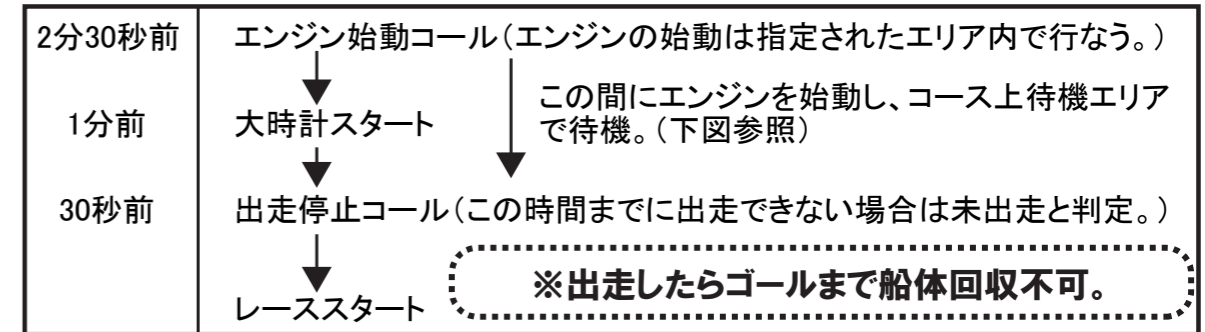 2分30秒前 エンジン始動コール(エンジンの始動は指定されたエリア内で行なう。)
この間にエンジンを始動し、コース上待機エリア
で待機。(下図参照)
1分前 大時計スタート
30秒前 出走停止コール(この時間までに出走できない場合は未出走と判定。)
※出走したらゴールまで船体回収不可。
レーススタート